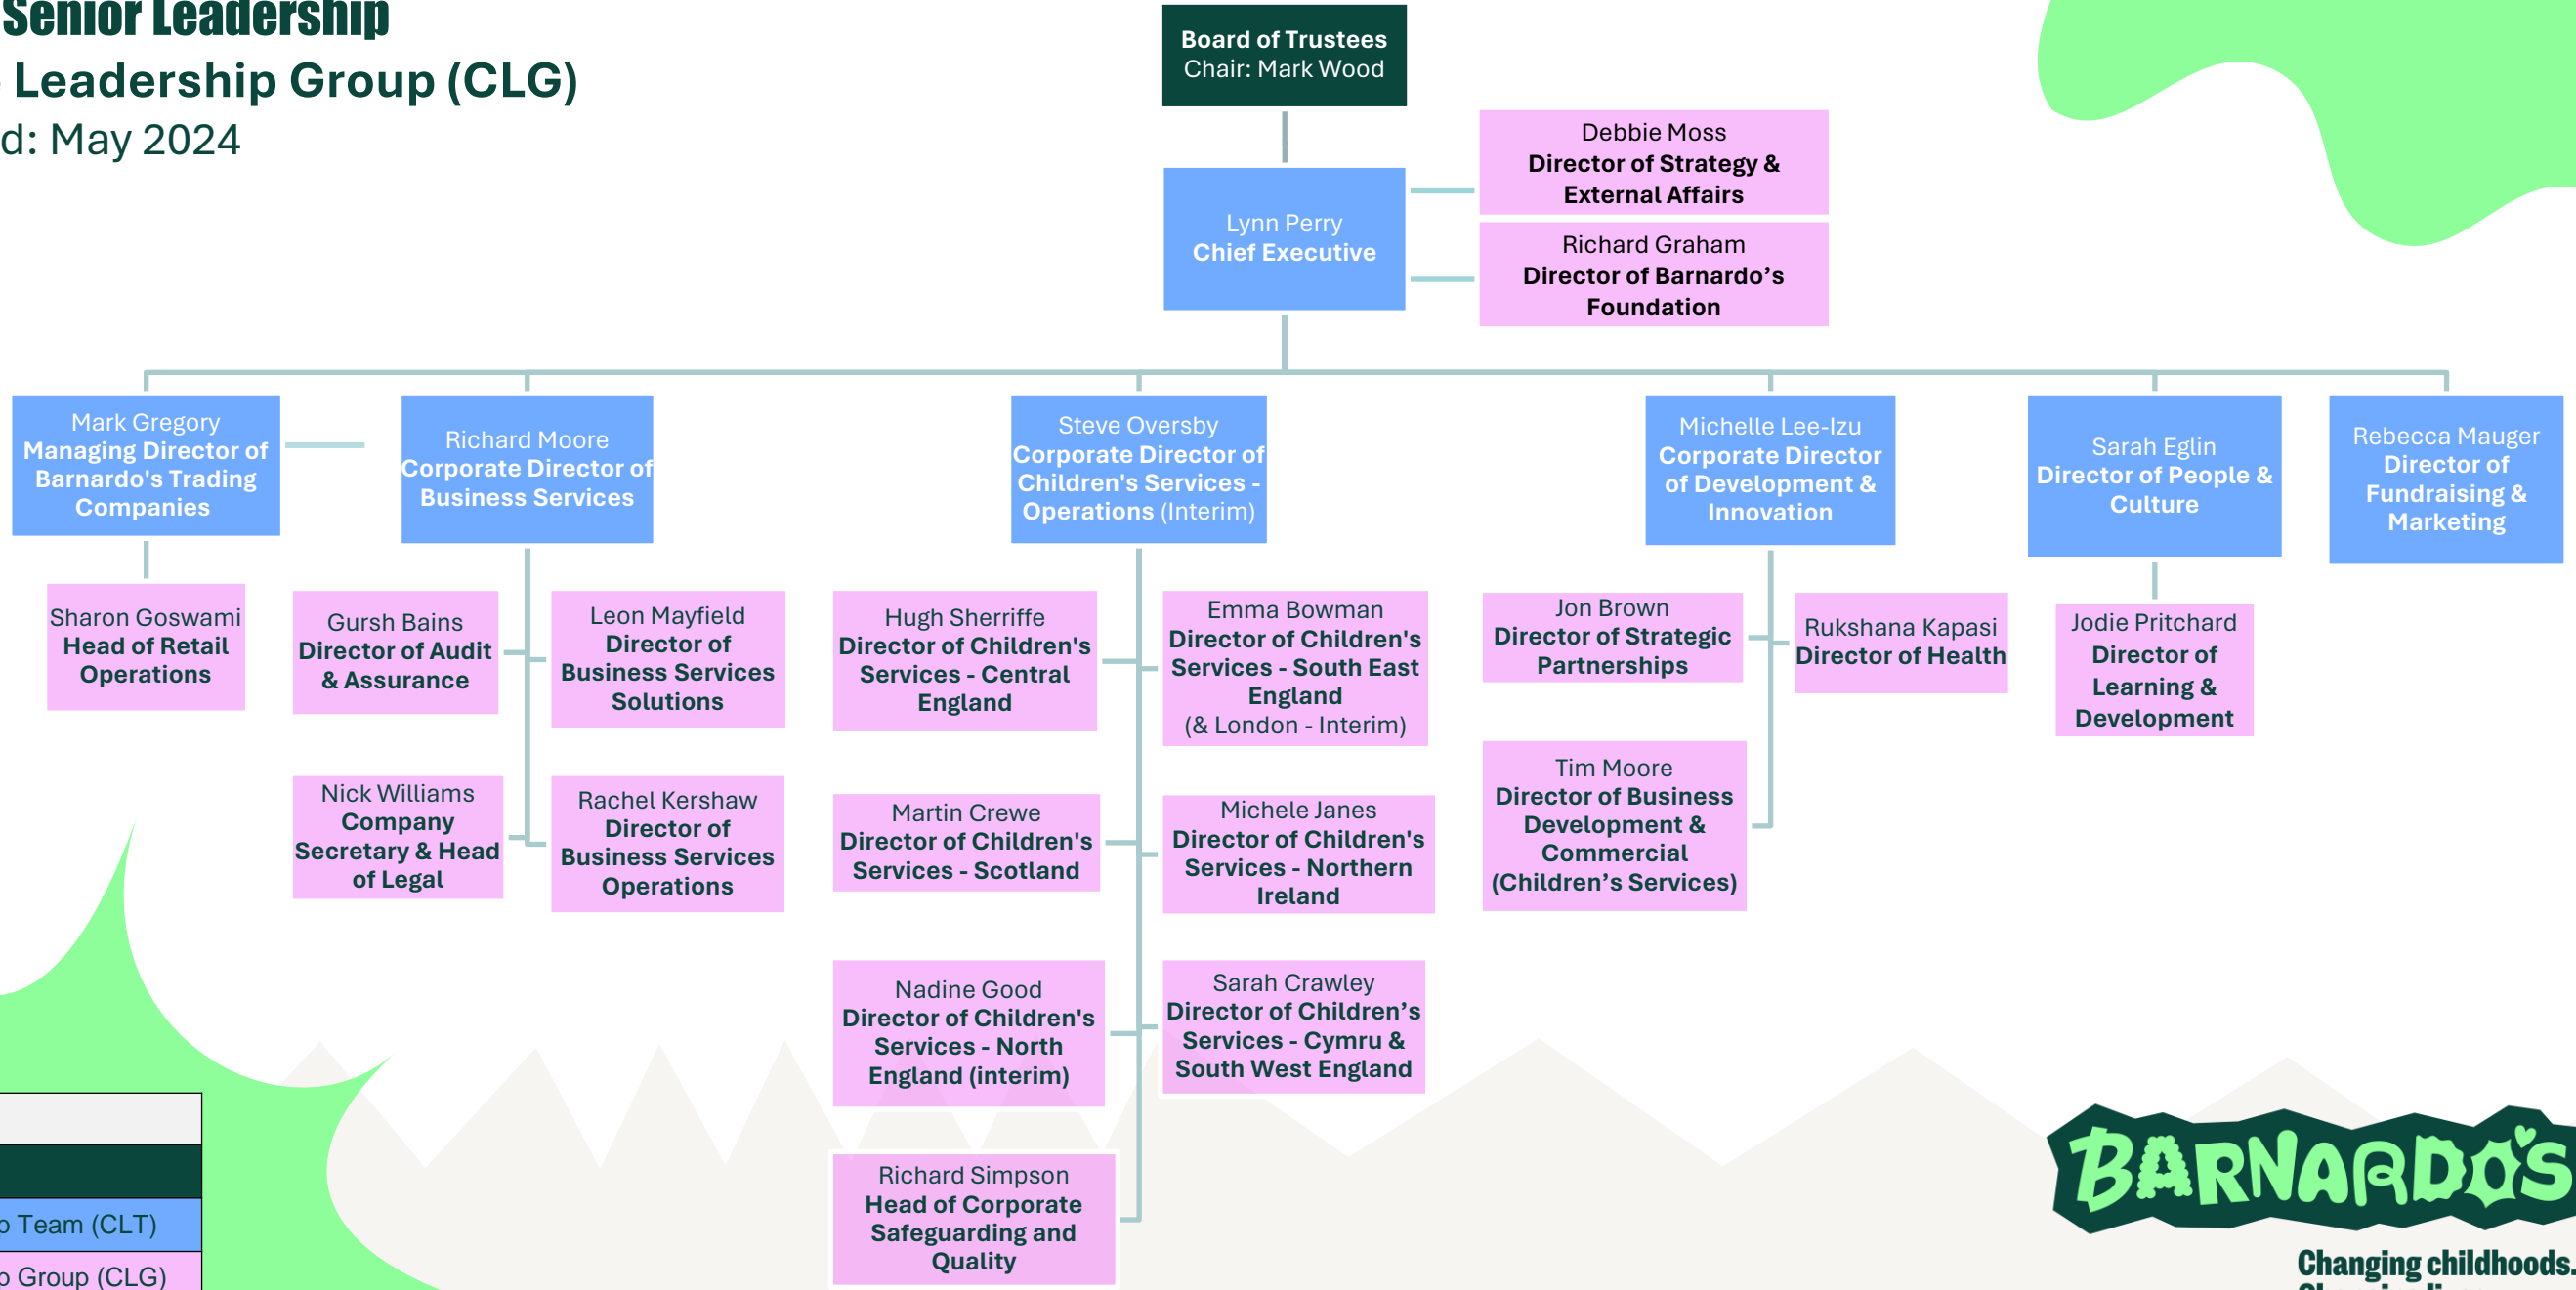 Senior Leadership
Leadership Group (CLG)
d: May 2024
Board of Trustees
Chair: Mark Wood
Lynn Perry
Chief Executive
Debbie Moss
Director of Strategy &
External Affairs
Richard Graham
Director of Barnardo’s
Foundation
Mark Gregory
Managing Director of
Barnardo's Trading
Companies
Richard Moore
Corporate Director of
Business Services
Steve Oversby
Corporate Director of
Children's Services -
Operations (Interim)
Michelle Lee-Izu
Corporate Director
of Development &
Innovation
Sarah Eglin
Director of People &
Culture
Rebecca Mauger
Director of
Fundraising &
Marketing
Sharon Goswami
Head of Retail
Operations
Gursh Bains
Director of Audit
& Assurance
Leon Mayfield
Director of
Business Services
Solutions
Nick Williams
Company
Secretary & Head
of Legal
Rachel Kershaw
Director of
Business Services
Operations
Hugh Sherriffe
Director of Children's
Services - Central
England
Emma Bowman
Director of Children's
Services - South East
England
(& London - Interim)
Martin Crewe
Director of Children's
Services - Scotland
Michele Janes
Director of Children's
Services - Northern
Ireland
Nadine Good
Director of Children's
Services - North
England (interim)
Sarah Crawley
Director of Children’s
Services - Cymru &
South West England
Richard Simpson
Head of Corporate
Safeguarding and
Quality
Jon Brown
Director of Strategic
Partnerships
Rukshana Kapasi
Director of Health
Tim Moore
Director of Business
Development &
Commercial
(Children’s Services)
Jodie Pritchard
Director of
Learning &
Development
p Team (CLT)
p Group (CLG)
BARNARDO'S
Changing childhoods.